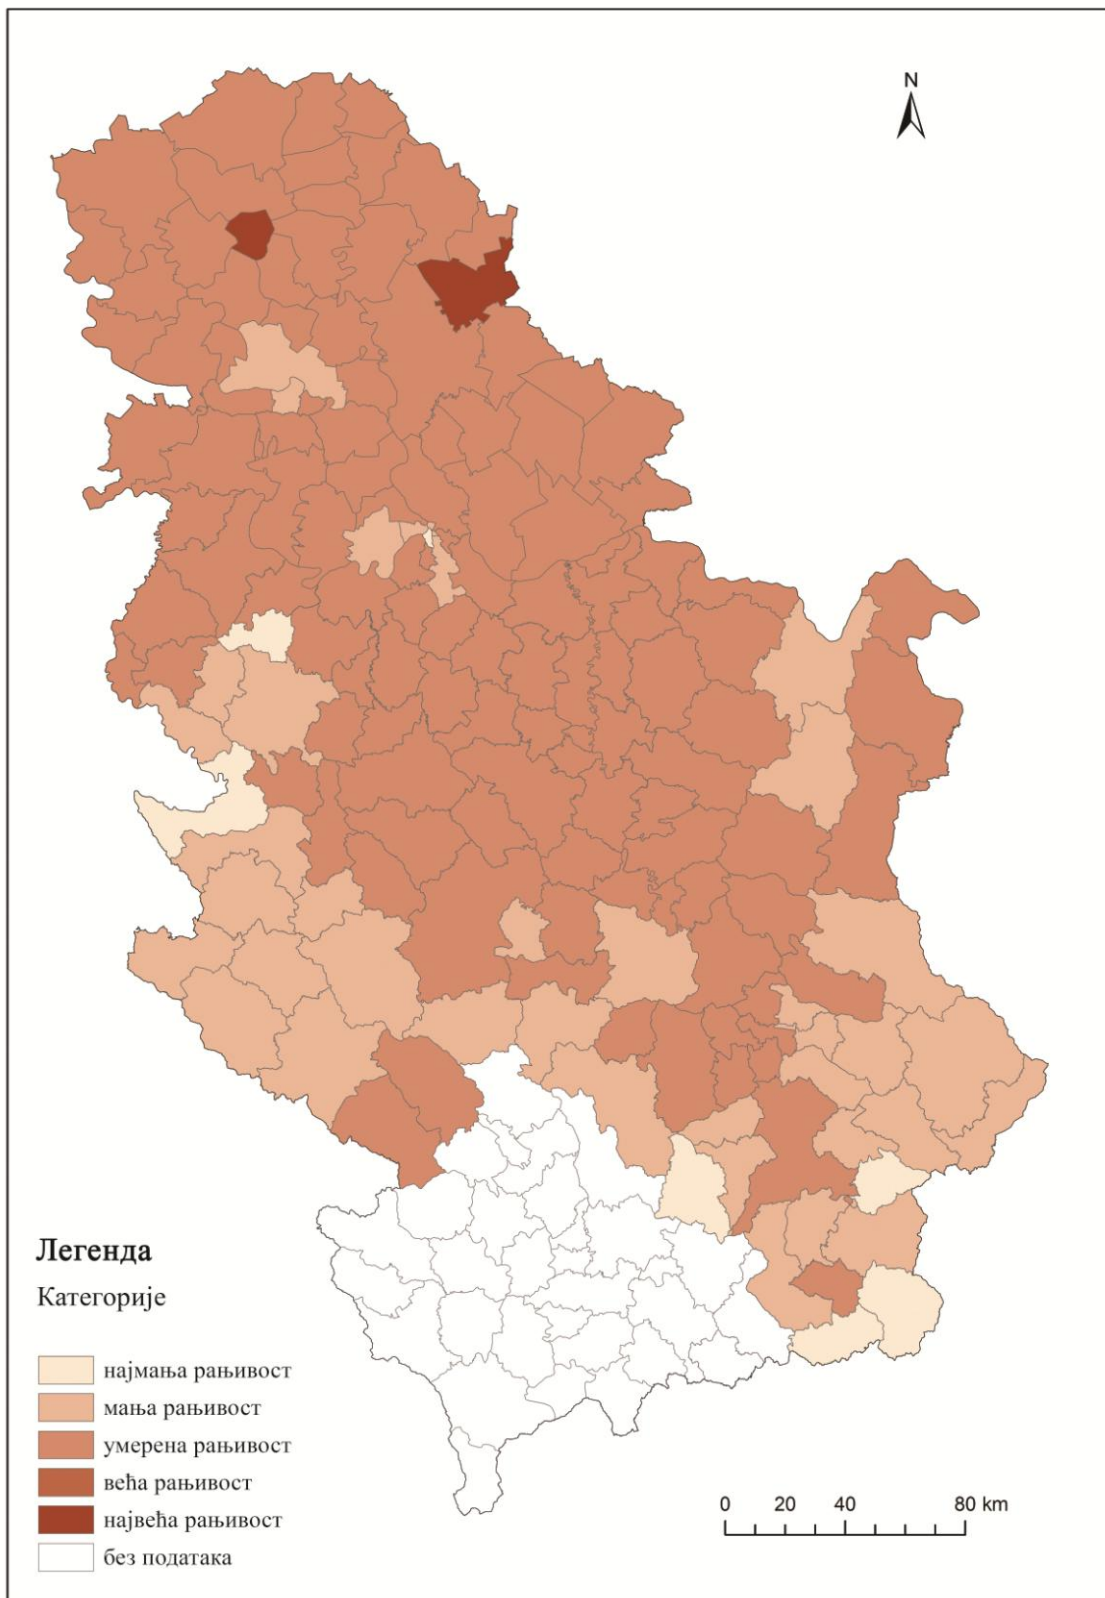 N
Легенда
Категорије
најмања рањивост
мања рањивост
умерена рањивост
већа рањивост
највећа рањивост
без података
0 20 40 80 km